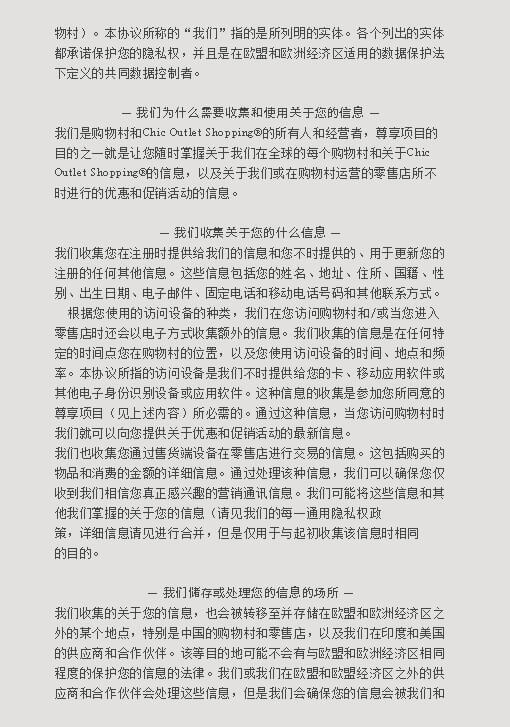 物村）。本协议所称的“我们”指的是所列明的实体。各个列出的实体
都承诺保护您的隐私权，并且是在欧盟和欧洲经济区适用的数据保护法
下定义的共同数据控制者。
— 我们为什么需要收集和使用关于您的信息 —
我们是购物村和Chic Outlet Shopping®的所有人和经营者，尊享项目的
目的之一就是让您随时掌握关于我们在全球的每个购物村和关于Chic
Outlet Shopping®的信息，以及关于我们或在购物村运营的零售店所不
时进行的优惠和促销活动的信息。
— 我们收集关于您的什么信息 —
我们收集您在注册时提供给我们的信息和您不时提供的、用于更新您的
注册的任何其他信息。这些信息包括您的姓名、地址、住所、国籍、性
别、出生日期、电子邮件、固定电话和移动电话号码和其他联系方式。
根据您使用的访问设备的种类，我们在您访问购物村和/或当您进入
零售店时还会以电子方式收集额外的信息。我们收集的信息是在任何特
定的时间点您在购物村的位置，以及您使用访问设备的时间、地点和频
率。本协议所指的访问设备是我们不时提供给您的卡、移动应用软件或
其他电子身份识别设备或应用软件。这种信息的收集是参加您所同意的
尊享项目（见上述内容）所必需的。通过这种信息，当您访问购物村时
我们就可以向您提供关于优惠和促销活动的最新信息。
我们也收集您通过售货端设备在零售店进行交易的信息。这包括购买的
物品和消费的金额的详细信息。通过处理该种信息，我们可以确保您仅
收到我们相信您真正感兴趣的营销通讯信息。我们可能将这些信息和其
他我们掌握的关于您的信息（请见我们的每一通用隐私权政
策，详细信息请见进行合并，但是仅用于与起初收集该信息时相同
的目的。
— 我们储存或处理您的信息的场所 —
我们收集的关于您的信息，也会被转移至并存储在欧盟和欧洲经济区之
外的某个地点，特别是中国的购物村和零售店，以及我们在印度和美国
的供应商和合作伙伴。该等目的地可能不会有与欧盟和欧洲经济区相同
程度的保护您的信息的法律。我们或我们在欧盟和欧盟经济区之外的供
应商和合作伙伴会处理这些信息，但是我们会确保您的信息会被我们和